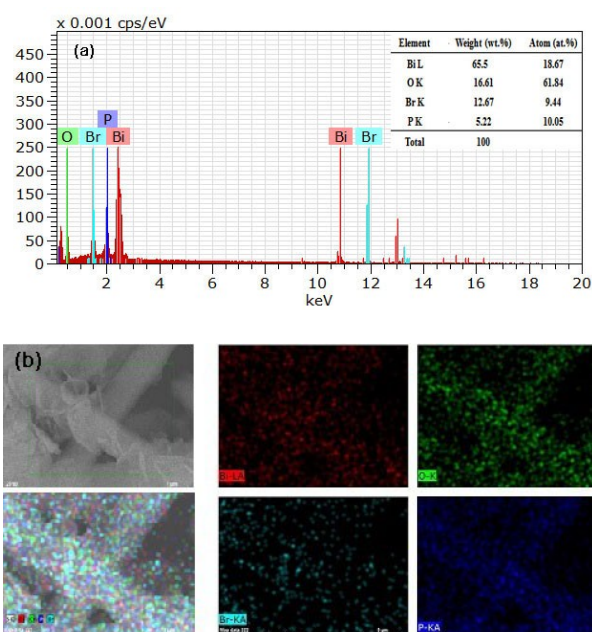 x 0.001 cps/eV
(a)
450
400
350
300
250
200
150
100
50
0
2 4 6 8 10 12 14 16 18 20
keV
P
O Br Bi Bi Br
Element Weight (wt.%) Atom (at.%)
Bi L 65.5 18.67
O K 16.61 61.84
Br K 12.67 9.44
P K 5.22 10.05
Total 100
(b)
O-K
Br-KA
P-KA